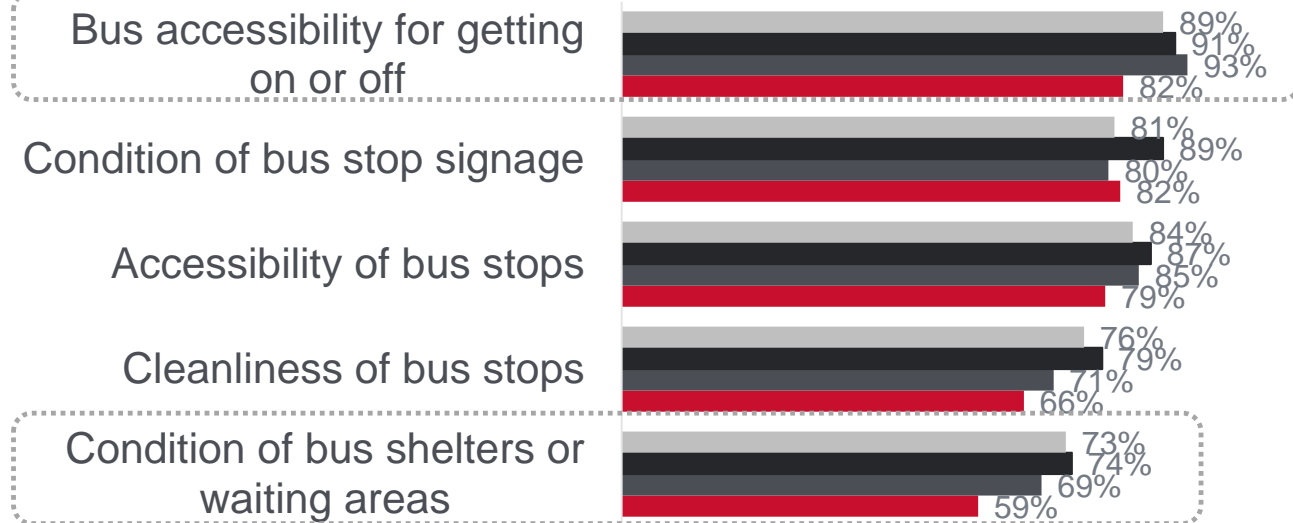 Bus accessibility for getting
on or off
89%
91%
93%
82%
Condition of bus stop signage
81%
89%
80%
82%
Accessibility of bus stops
84%
87%
85%
79%
Cleanliness of bus stops
76%
79%
71%
66%
Condition of bus shelters or
waiting areas
73%
74%
69%
59%